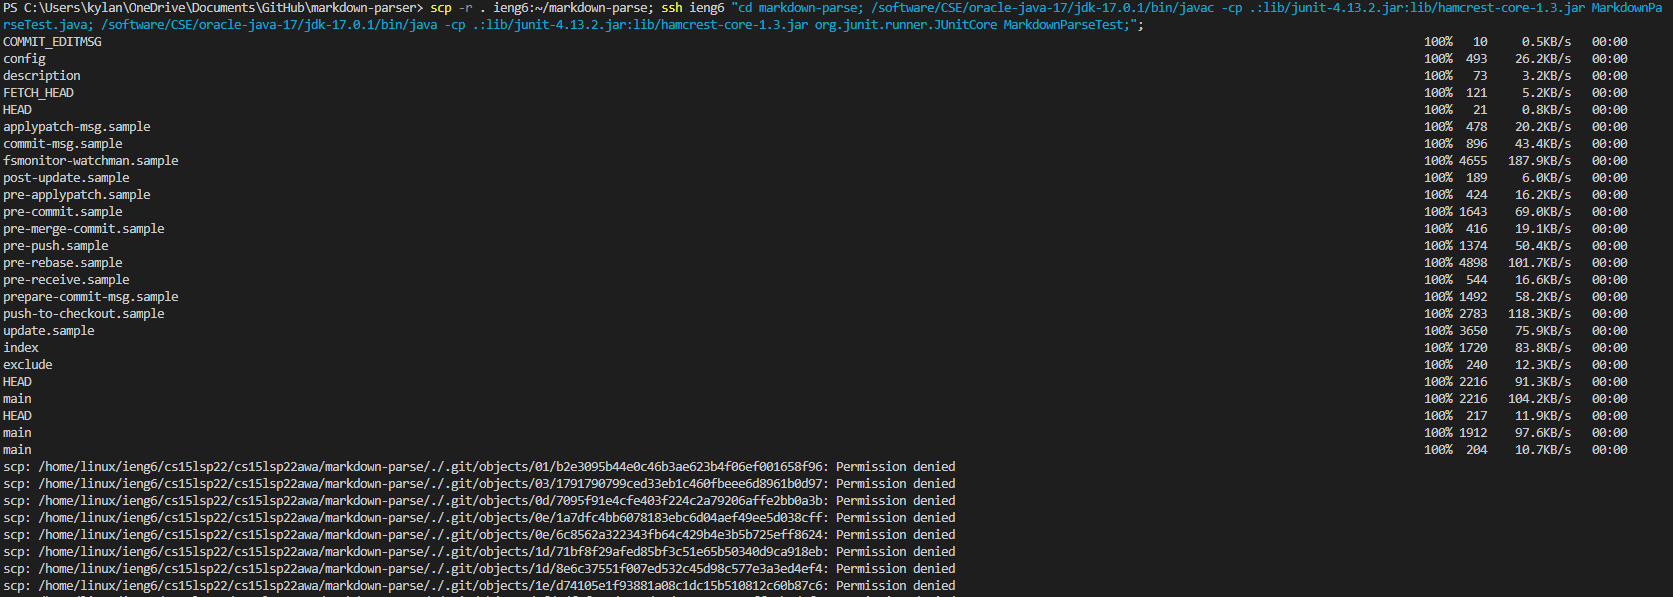 PS C:\Users\kylan\OneDrive\Documents\GitHub\markdown-parser> scp -r . ieng6:~/markdown-parse; ssh ieng6 "cd markdown-parse; /software/CSE/oracle-java-17/jdk-17.0.1/bin/javac -cp .:lib/junit-4.13.2.jar:lib/hamcrest-core-1.3.jar MarkdownPa
rseTest.java; /software/CSE/oracle-java-17/jdk-17.0.1/bin/java -cp .:lib/junit-4.13.2.jar:lib/hamcrest-core-1.3.jar org.junit.runner.JUnitCore MarkdownParseTest;";
COMMIT_EDITMSG 100% 10 0.5KB/s 00:00
config 100% 493 26.2KB/s 00:00
description 100% 73 3.2KB/s 00:00
FETCH_HEAD 100% 121 5.2KB/s 00:00
HEAD 100% 21 0.8KB/s 00:00
applypatch-msg.sample 100% 478 20.2KB/s 00:00
commit-msg.sample 100% 896 43.4KB/s 00:00
fsmonitor-watchman.sample 100% 4655 187.9KB/s 00:00
post-update.sample 100% 189 6.0KB/s 00:00
pre-applypatch.sample 100% 424 16.2KB/s 00:00
pre-commit.sample 100% 1643 69.0KB/s 00:00
pre-merge-commit.sample 100% 416 19.1KB/s 00:00
pre-push.sample 100% 1374 50.4KB/s 00:00
pre-rebase.sample 100% 4898 101.7KB/s 00:00
pre-receive.sample 100% 544 16.6KB/s 00:00
prepare-commit-msg.sample 100% 1492 58.2KB/s 00:00
push-to-checkout.sample 100% 2783 118.3KB/s 00:00
update.sample 100% 3650 75.9KB/s 00:00
index 100% 1720 83.8KB/s 00:00
exclude 100% 240 12.3KB/s 00:00
HEAD 100% 2216 91.3KB/s 00:00
main 100% 2216 104.2KB/s 00:00
HEAD 100% 217 11.9KB/s 00:00
main 100% 1912 97.6KB/s 00:00
main 100% 204 10.7KB/s 00:00
scp: /home/linux/ieng6/cs15lsp22/cs15lsp22awa/markdown-parse/./.git/objects/01/b2e3095b44e0c46b3ae623b4f06ef001658f96: Permission denied
scp: /home/linux/ieng6/cs15lsp22/cs15lsp22awa/markdown-parse/./.git/objects/03/1791790799ced33eb1c460fbeee6d8961b0d97: Permission denied
scp: /home/linux/ieng6/cs15lsp22/cs15lsp22awa/markdown-parse/./.git/objects/0d/7095f91e4cfe403f224c2a79206affe2bb0a3b: Permission denied
scp: /home/linux/ieng6/cs15lsp22/cs15lsp22awa/markdown-parse/./.git/objects/0e/1a7dfc4bb6078183ebc6d04aef49ee5d038cff: Permission denied
scp: /home/linux/ieng6/cs15lsp22/cs15lsp22awa/markdown-parse/./.git/objects/0e/6c8562a322343fb64c429b4e3b5b725eff8624: Permission denied
scp: /home/linux/ieng6/cs15lsp22/cs15lsp22awa/markdown-parse/./.git/objects/1d/71bf8f29afed85bf3c51e65b50340d9ca918eb: Permission denied
scp: /home/linux/ieng6/cs15lsp22/cs15lsp22awa/markdown-parse/./.git/objects/1d/8e6c37551f007ed532c45d98c577e3a3ed4ef4: Permission denied
scp: /home/linux/ieng6/cs15lsp22/cs15lsp22awa/markdown-parse/./.git/objects/1e/d74105e1f93881a08c1dc15b510812c60b87c6: Permission denied